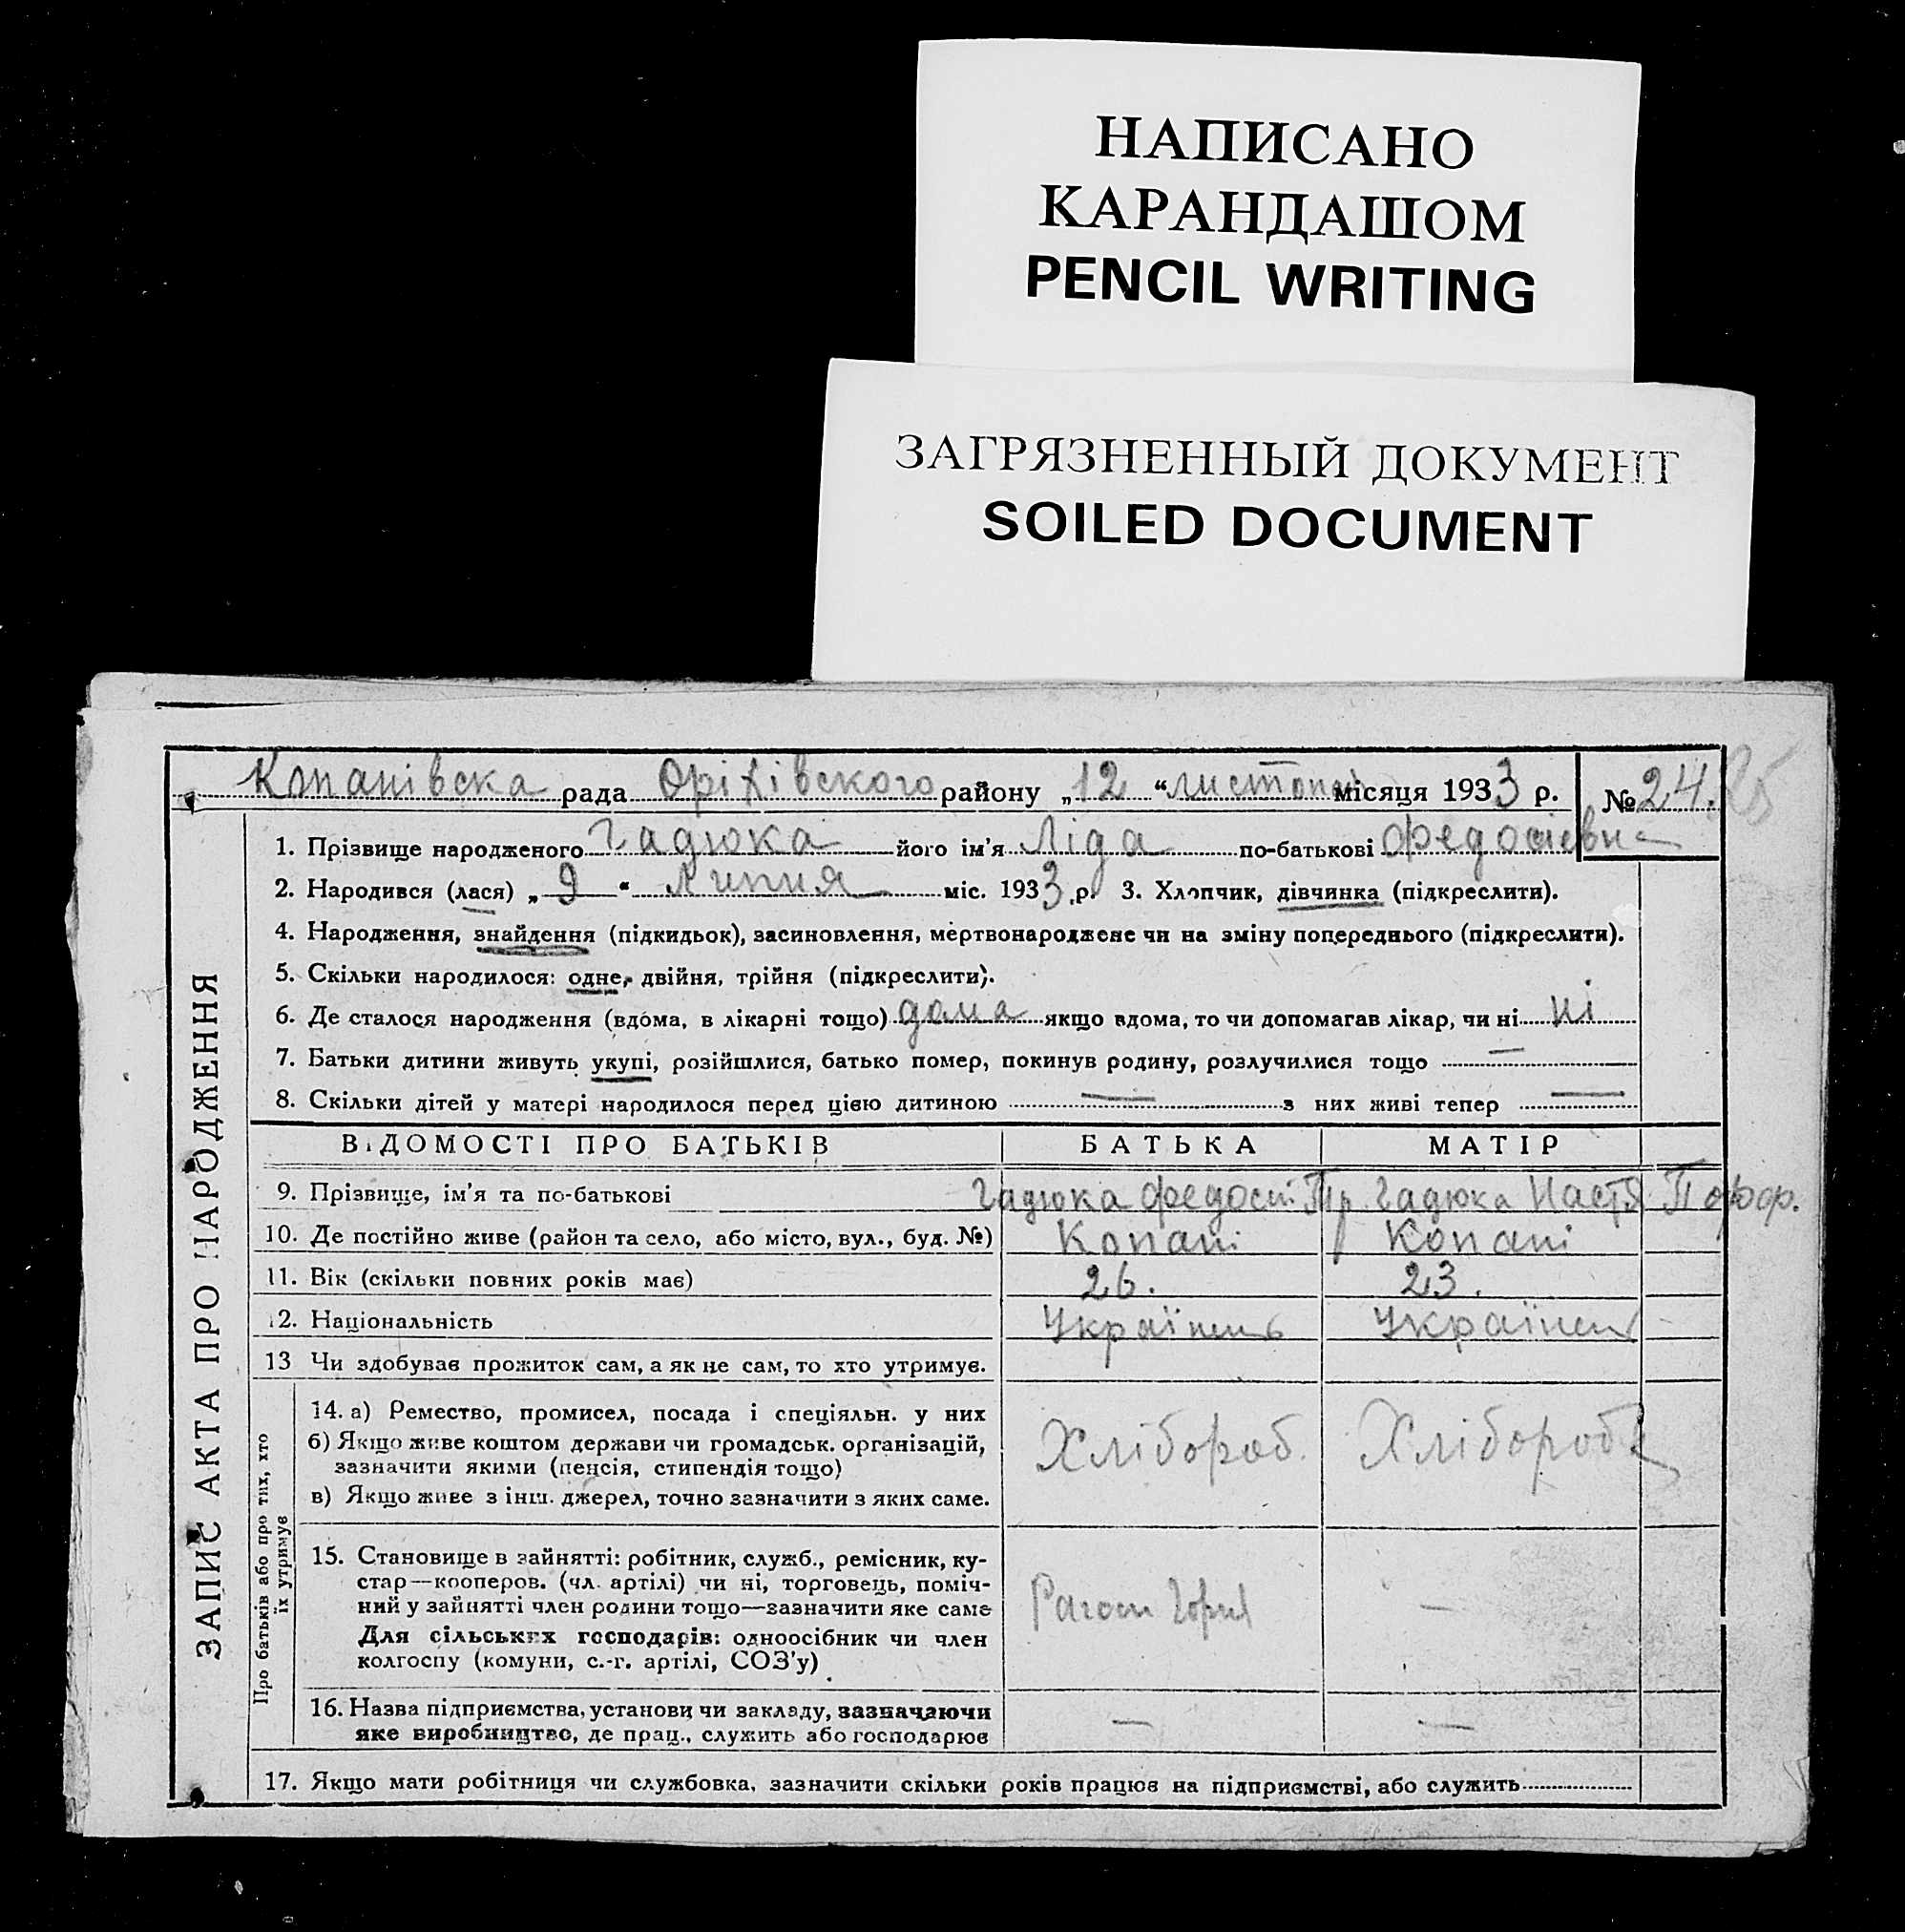 НАПИСАНО
КАРАНДАШОМ
PENCIL WRITING
ЗАГРЯЗНЕННЫЙ ДОКУМЕНТ
SOILED DOCUMENT
Копанівська рада Оріхівского району „12 “ листопад місяця 1933 р. № 24. 25
ЗАПИС АКТА ПРО НАРОДЖЕННЯ
1. Прізвище народженого Гадюка його ім’я Ліда по-батькові Федосіевна
2. Народився (лася) „ 9 “ липня міс. 1933 р. 3. Хлопчик, дівчинка (підкреслити).
4. Народження, знайдення (підкидьок), засиновлення, мертвонароджене чи на зміну попереднього (підкреслити).
5. Скільки народилося: одне, двійня, трійня (підкреслити).
6. Де сталося народження (вдома, в лікарні тощо) дома якщо вдома, то чи допомагав лікар, чи ні ні
7. Батьки дитини живуть укупі, розійшлися, батько помер, покинув родину, розлучилися тощо —
8. Скільки дітей у матері народилося перед цією дитиною — з них живі тепер —
ВІДОМОСТІ ПРО БАТЬКІВ БАТЬКА МАТІР
9. Прізвище, ім’я та по-батькові Гадюка Федосій Гадюка Настя
10. Де постійно живе (район та село, або місто, вул., буд. №) Копані Копані
11. Вік (скільки повних років має) 26. 23.
12. Національність Українець Українець
13 Чи здобував прожиток сам, а як не сам, то хто утримує.
Про батьків або про тих, хто їх утримує
14. а) Ремество, промисел, посада і спеціяльн. у них
б) Якщо живе коштом держави чи громадськ. організацій,
зазначити якими (пенсія, стипендія тощо)
в) Якщо живе з інш. джерел, точно зазначити з яких саме.
Хлібороб. Хлібороб
15. Становище в зайнятті: робітник, служб., ремісник, ку-
стар—кооперов. (чл. артілі) чи ні, торговець, поміч-
ний у зайнятті член родини тощо—зазначити яке саме
Для сільських господарів: одноосібник чи член
колгоспу (комуни, с.-г. артілі, СОЗ’у)
—
16. Назва підприємства, установи чи закладу, зазначаючи
яке виробництво, де прац., служить або господарює — —
17. Якщо мати робітниця чи службовка, зазначити скільки років працює на підприємстві, або служить